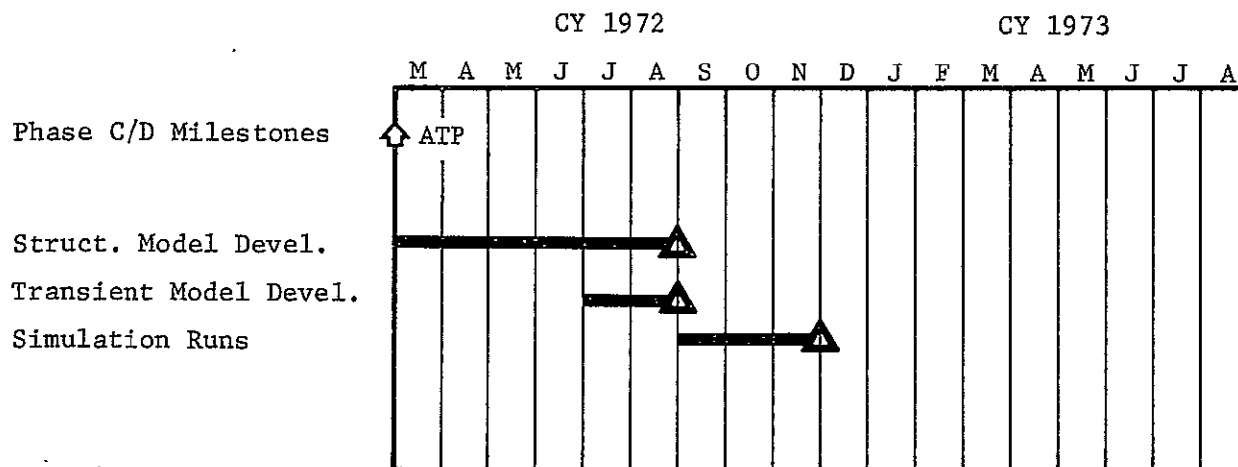 CY 1972 CY 1973
M A M J J A S O N D J F M A M J J A
Phase C/D Milestones ATP
Struct. Model Devel.
Transient Model Devel.
Simulation Runs